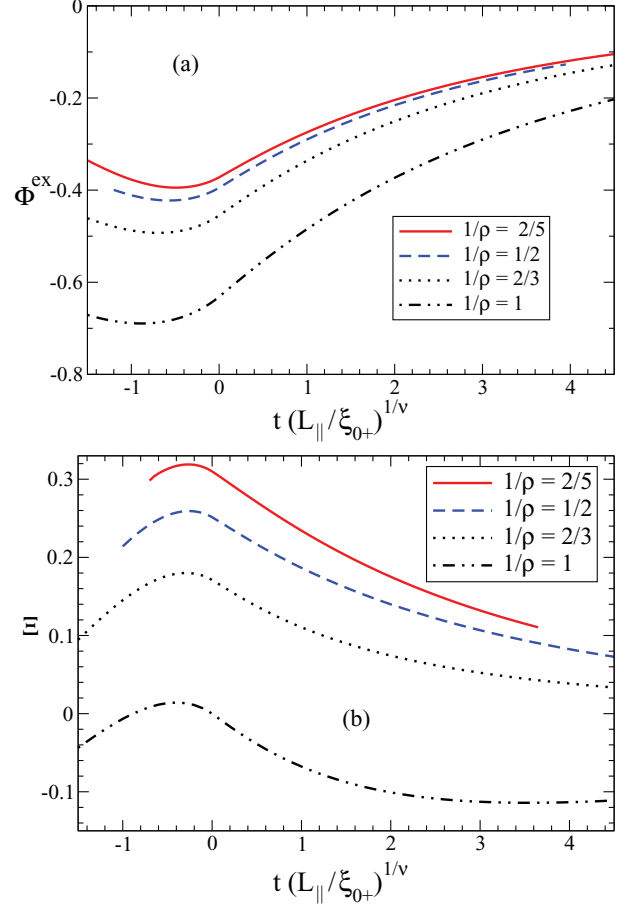 0
-0.2
-0.4
-0.6
-0.8
Φ^ex
(a)
1/ρ = 2/5
1/ρ = 1/2
1/ρ = 2/3
1/ρ = 1
-1 0 1 2 3 4
t (L_∥/ξ_0+)^1/ν
0.3
0.2
0.1
0
-0.1
Ξ
1/ρ = 2/5
1/ρ = 1/2
1/ρ = 2/3
1/ρ = 1
(b)
-1 0 1 2 3 4
t (L_∥/ξ_0+)^1/ν